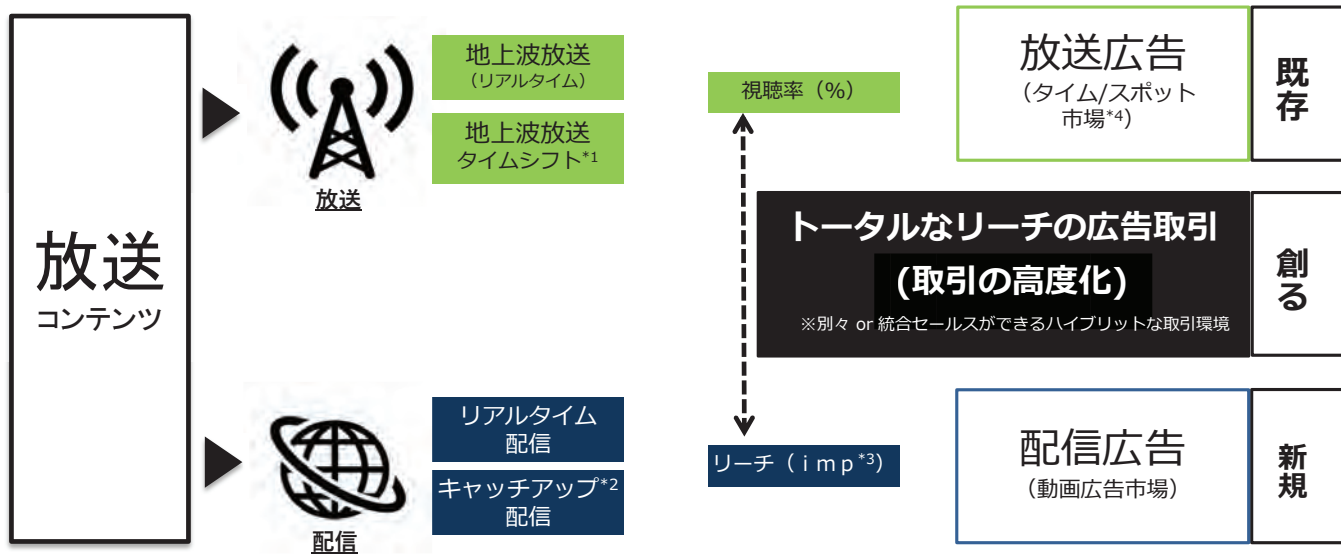 放送
コンテンツ
放送
地上波放送
（リアルタイム）
地上波放送
タイムシフト*1
配信
リアルタイム
配信
キャッチアップ*2
配信
視聴率（%）
リーチ（ｉｍｐ*3）
放送広告
（タイム/スポット
市場*4）
既存
トータルなリーチの広告取引
(取引の高度化)
※別々 or 統合セールスができるハイブリットな取引環境
創る
配信広告
（動画広告市場）
新規